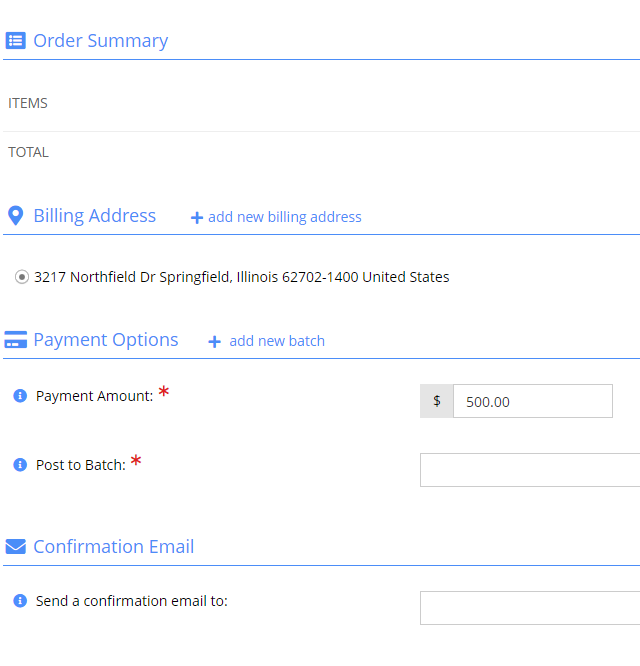 Order Summary
ITEMS
TOTAL
Billing Address + add new billing address
3217 Northfield Dr Springfield, Illinois 62702-1400 United States
Payment Options + add new batch
Payment Amount: * $ 500.00
Post to Batch: *
Confirmation Email
Send a confirmation email to: